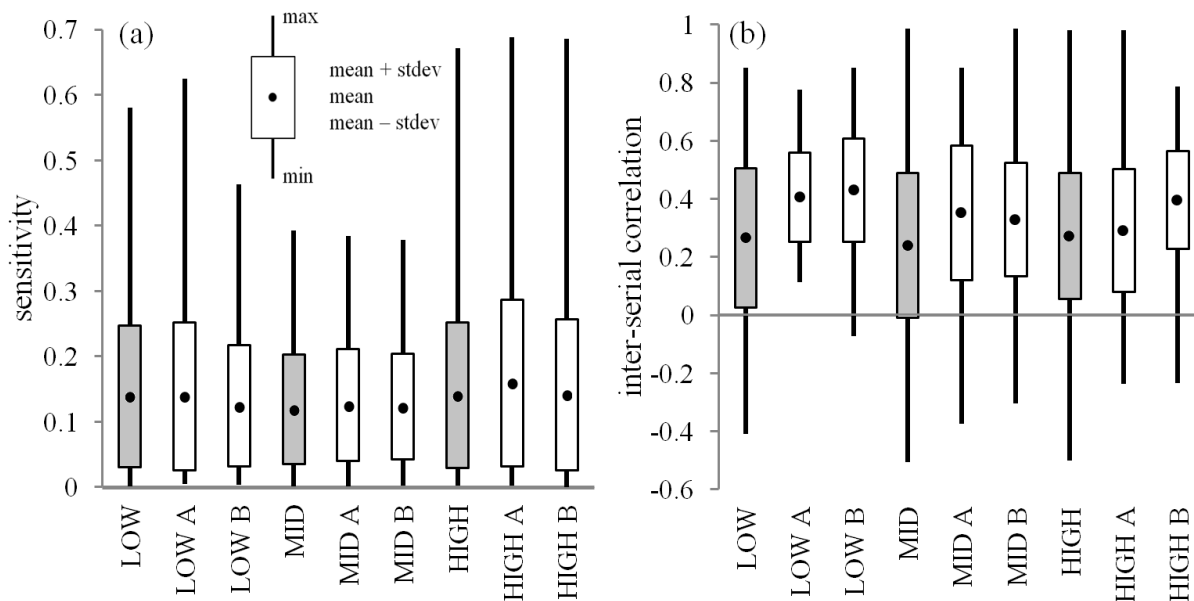 (a)
max
mean + stdev
mean
mean – stdev
min
sensitivity
0.7
0.6
0.5
0.4
0.3
0.2
0.1
0
LOW
LOW A
LOW B
MID
MID A
MID B
HIGH
HIGH A
HIGH B
(b)
inter-serial correlation
1
0.8
0.6
0.4
0.2
0
-0.2
-0.4
-0.6
LOW
LOW A
LOW B
MID
MID A
MID B
HIGH
HIGH A
HIGH B